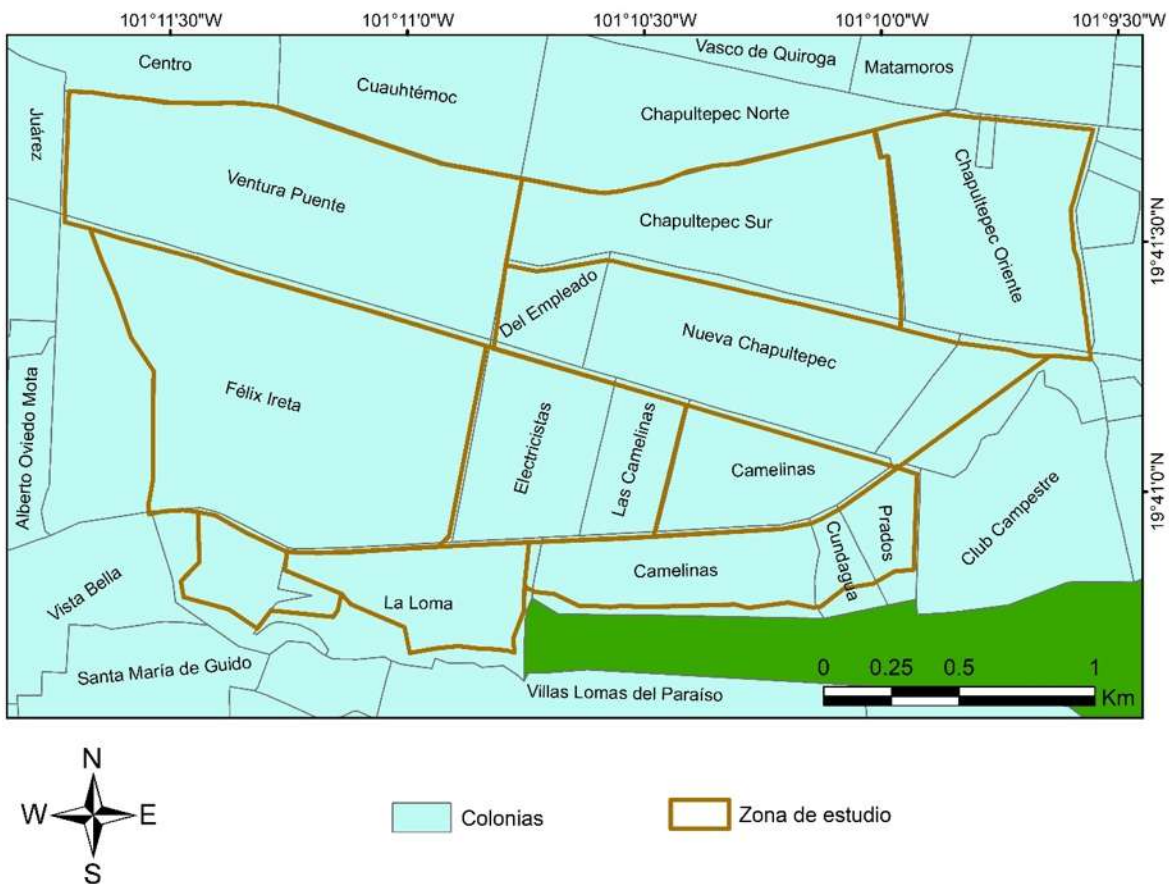 101°11'30"W
101°11'0"W
101°10'30"W
101°10'0"W
101°9'30"W
Centro
Cuauhtémoc
Vasco de Quiroga
Matamoros
Juárez
Chapultepec Norte
Ventura Puente
Chapultepec Sur
Chapultepec Oriente
19°41'30"N
Del Empleado
Nueva Chapultepec
Félix Ireta
Alberto Oviedo Mota
Electricistas
Las Camelinas
Camelinas
19°41'0"N
Prados
Cundagua
Club Campestre
Vista Bella
La Loma
Camelinas
Santa María de Guido
Villas Lomas del Paraíso
0 0.25 0.5 1
Km
N
W E
S
Colonias
Zona de estudio